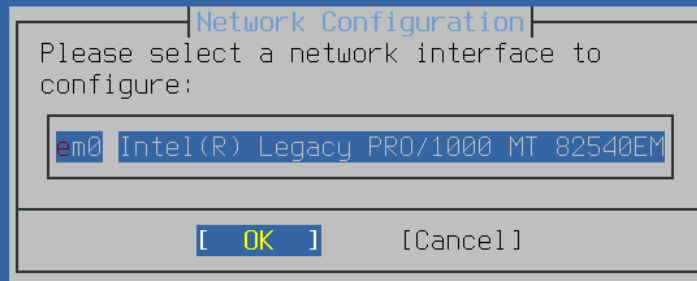 Network Configuration
Please select a network interface to
configure:
em0 Intel(R) Legacy PRO/1000 MT 82540EM
[ OK ] [Cancel]